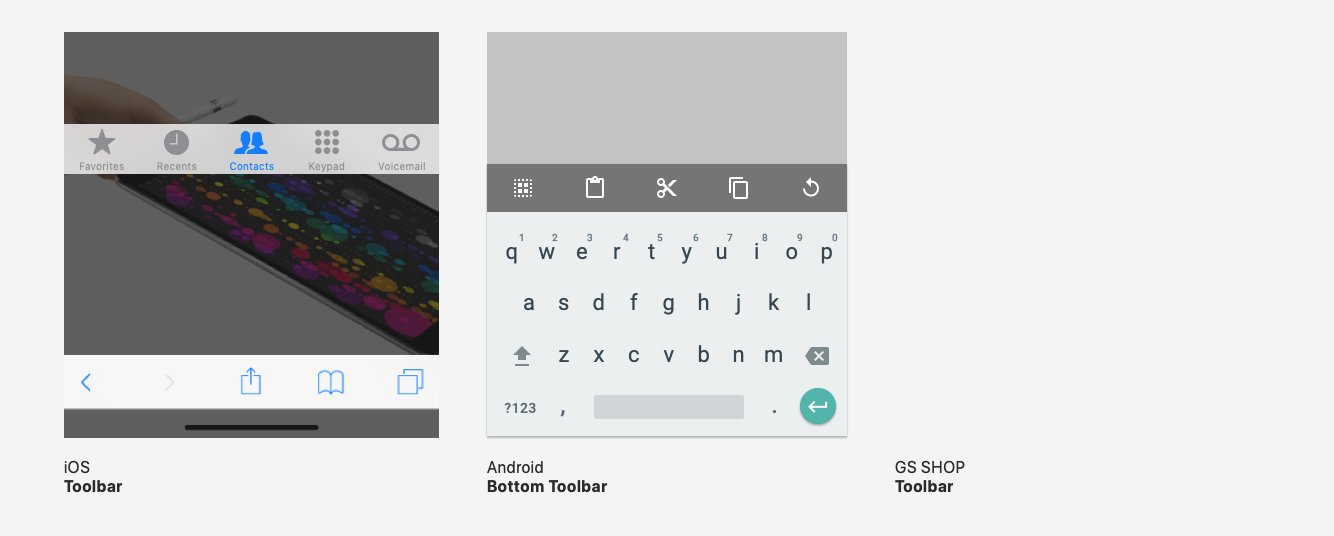 Favorites Recents Contacts Keypad Voicemail
iOS
Toolbar
1 2 3 4 5 6 7 8 9 0
q w e r t y u i o p
a s d f g h j k l
z x c v b n m
?123 , .
Android
Bottom Toolbar
GS SHOP
Toolbar